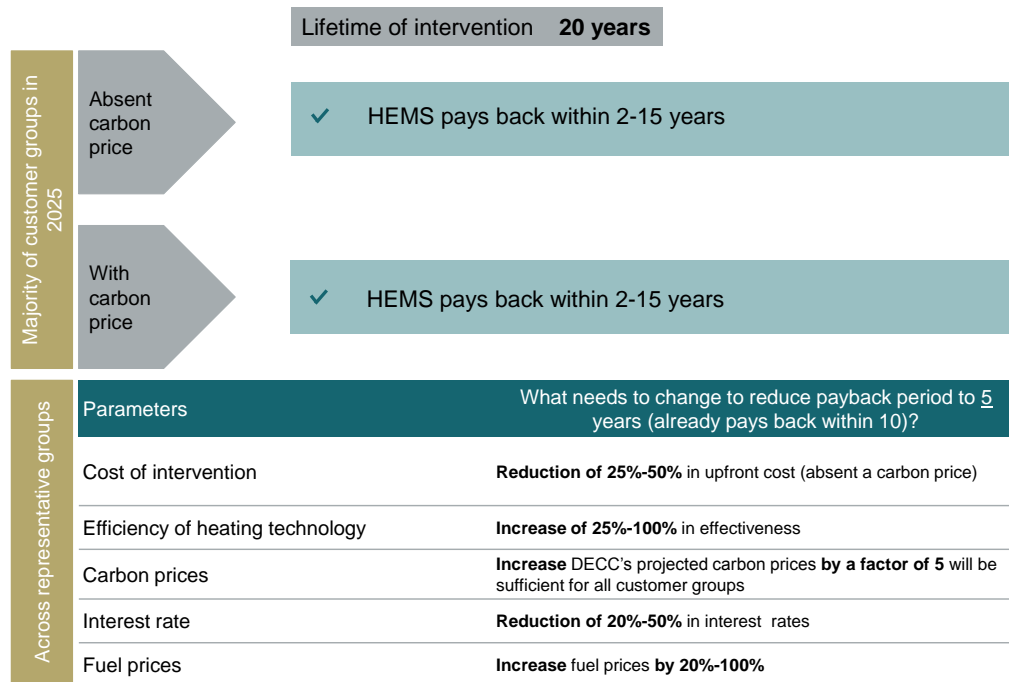 Lifetime of intervention 20 years
Majority of customer groups in
2025
Absent
carbon
price
HEMS pays back within 2-15 years
With
carbon
price
HEMS pays back within 2-15 years
Across representative groups
Parameters
What needs to change to reduce payback period to 5
years (already pays back within 10)?
Cost of intervention
Reduction of 25%-50% in upfront cost (absent a carbon price)
Efficiency of heating technology
Increase of 25%-100% in effectiveness
Carbon prices
Increase DECC's projected carbon prices by a factor of 5 will be
sufficient for all customer groups
Interest rate
Reduction of 20%-50% in interest rates
Fuel prices
Increase fuel prices by 20%-100%